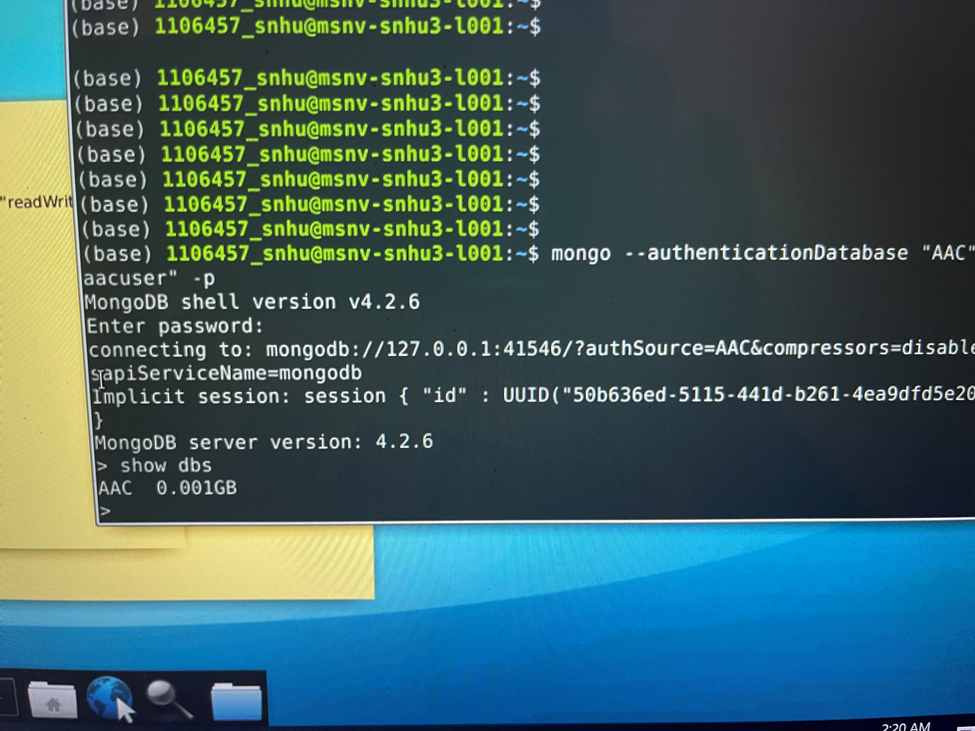 (base) 1106457_snhu@msnv-snhu3-l001:~$
(base) 1106457_snhu@msnv-snhu3-l001:~$
(base) 1106457_snhu@msnv-snhu3-l001:~$
(base) 1106457_snhu@msnv-snhu3-l001:~$
(base) 1106457_snhu@msnv-snhu3-l001:~$
(base) 1106457_snhu@msnv-snhu3-l001:~$
(base) 1106457_snhu@msnv-snhu3-l001:~$
"readWrit
(base) 1106457_snhu@msnv-snhu3-l001:~$
(base) 1106457_snhu@msnv-snhu3-l001:~$
(base) 1106457_snhu@msnv-snhu3-l001:~$ mongo --authenticationDatabase "AAC"
aacuser" -p
MongoDB shell version v4.2.6
Enter password:
connecting to: mongodb://127.0.0.1:41546/?authSource=AAC&compressors=disable
sapiServiceName=mongodb
Implicit session: session { "id" : UUID("50b636ed-5115-441d-b261-4ea9dfd5e20
}
MongoDB server version: 4.2.6
> show dbs
AAC 0.001GB
>
2:20 AM